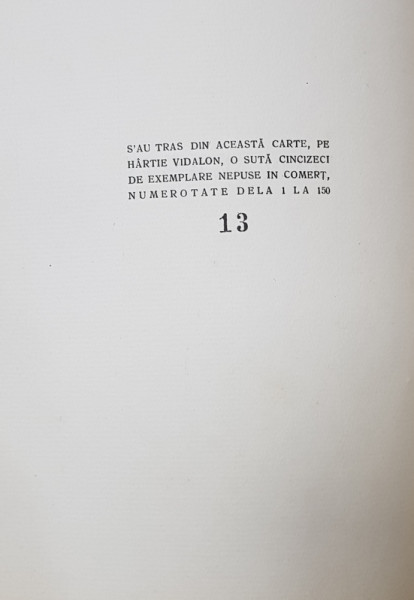 S'AU TRAS DIN ACEASTĂ CARTE, PE
HÂRTIE VIDALON, O SUTĂ CINCIZECI
DE EXEMPLARE NEPUSE IN COMERȚ,
NUMEROTATE DELA 1 LA 150
13